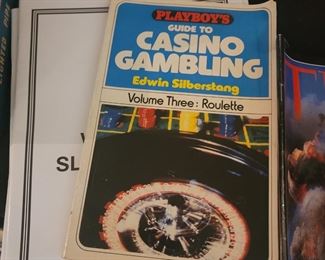 PLAYBOY'S
GUIDE TO
CASINO
GAMBLING
Edwin Silberstang
Volume Three: Roulette
SL